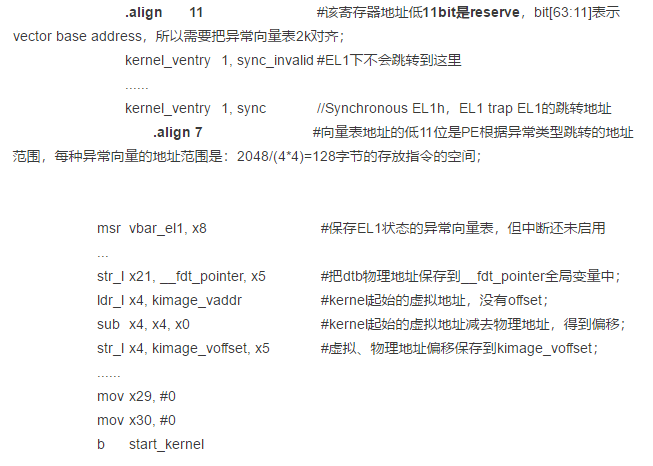 .align 11 #该寄存器地址低11bit是reserve，bit[63:11]表示
vector base address，所以需要把异常向量表2k对齐；
kernel_ventry 1, sync_invalid #EL1下不会跳转到这里
......
kernel_ventry 1, sync //Synchronous EL1h，EL1 trap EL1的跳转地址
.align 7 #向量表地址的低11位是PE根据异常类型跳转的地址
范围，每种异常向量的地址范围是：2048/(4*4)=128字节的存放指令的空间；
msr vbar_el1, x8 #保存EL1状态的异常向量表，但中断还未启用
...
str_l x21, __fdt_pointer, x5 #把dtb物理地址保存到__fdt_pointer全局变量中；
ldr_l x4, kimage_vaddr #kernel起始的虚拟地址，没有offset；
sub x4, x4, x0 #kernel起始的虚拟地址减去物理地址，得到偏移；
str_l x4, kimage_voffset, x5 #虚拟、物理地址偏移保存到kimage_voffset；
......
mov x29, #0
mov x30, #0
b start_kernel